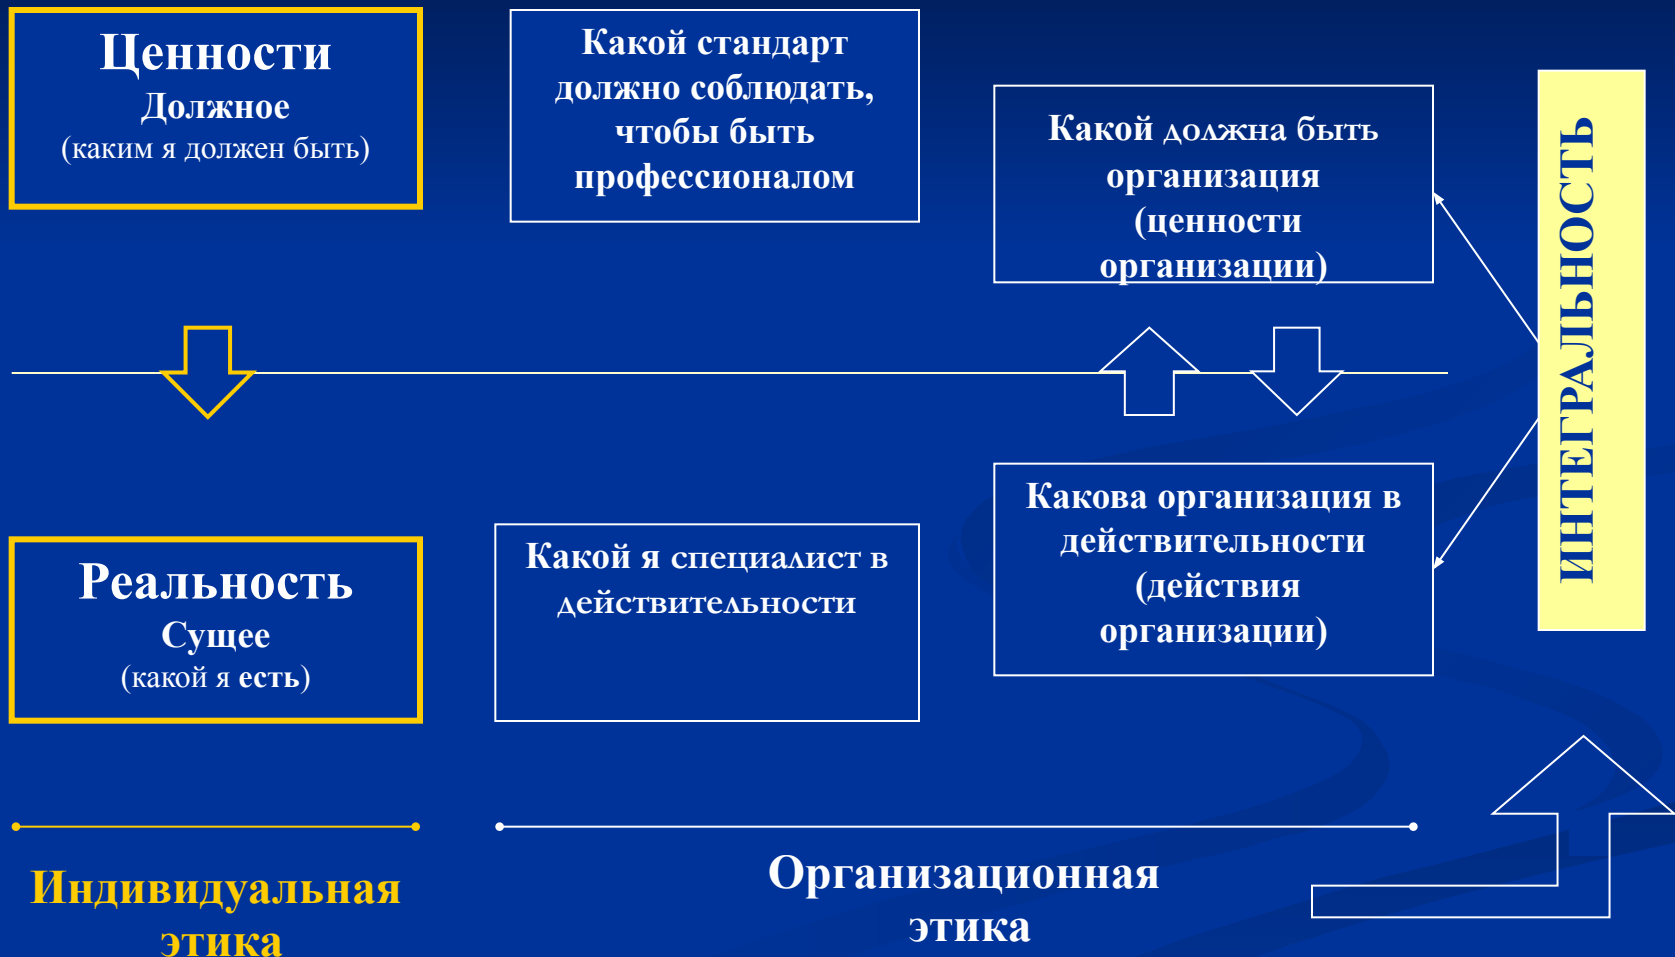 Ценности
Должное
(каким я должен быть)
Какой стандарт
должно соблюдать,
чтобы быть
профессионалом
Какой должна быть
организация
(ценности
организации)
ИНТЕГРАЛЬНОСТЬ
Реальность
Сущее
(какой я есть)
Какой я специалист в
действительности
Какова организация в
действительности
(действия
организации)
Индивидуальная
этика
Организационная
этика